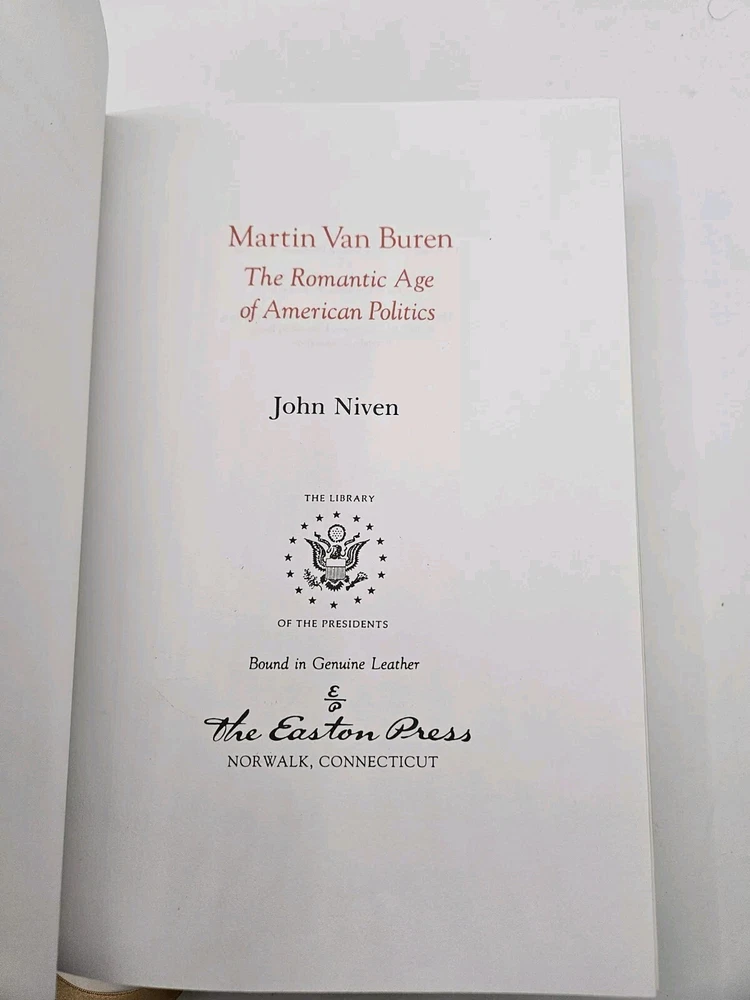 Martin Van Buren
The Romantic Age
of American Politics
John Niven
THE LIBRARY
OF THE PRESIDENTS
Bound in Genuine Leather
E
P
The Easton Press
NORWALK, CONNECTICUT